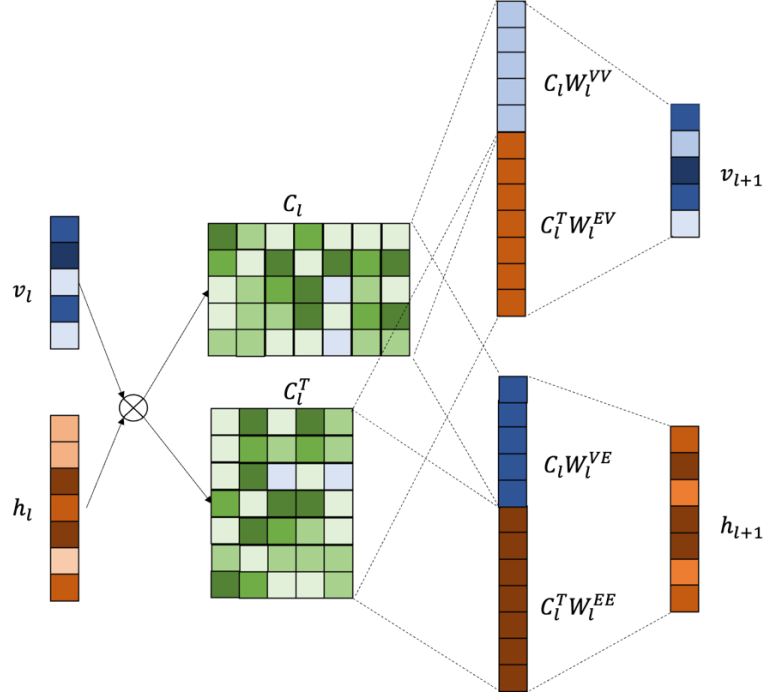 $v_l$
$h_l$
$C_l$
$C_l^T$
$C_l W_l^{VV}$
$C_l^T W_l^{EV}$
$C_l W_l^{VE}$
$C_l^T W_l^{EE}$
$v_{l+1}$
$h_{l+1}$